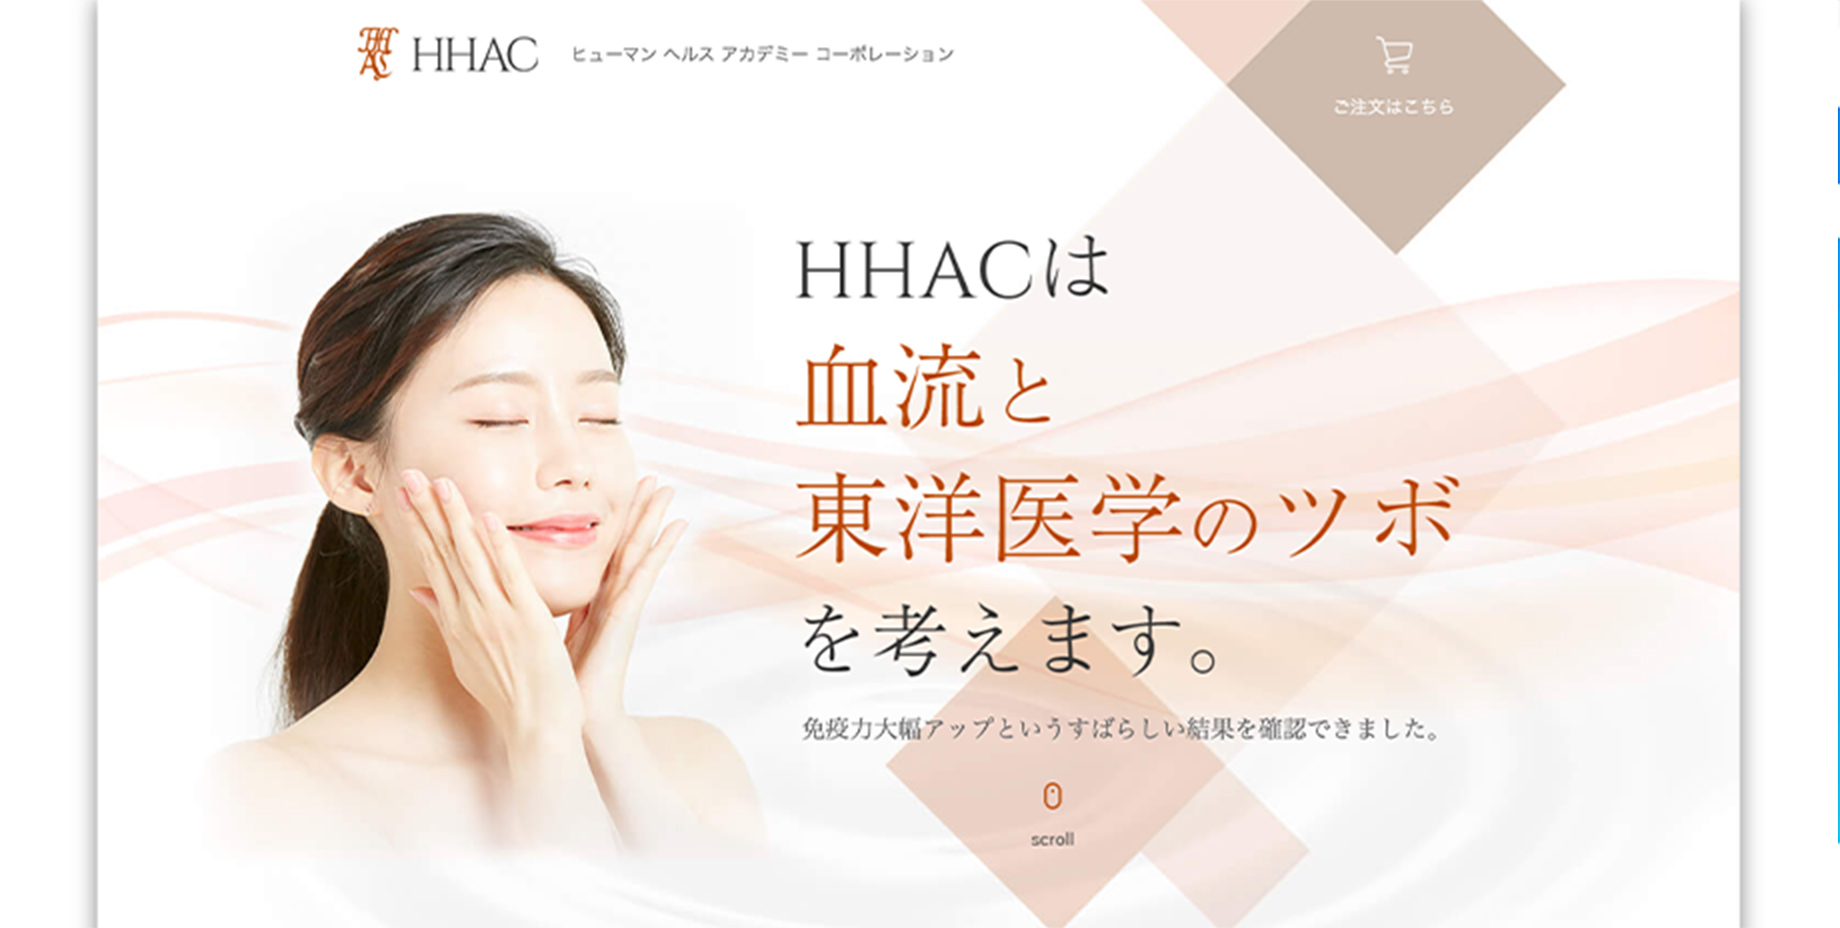 HHAC ヒューマン ヘルス アカデミー コーポレーション
ご注文はこちら
HHACは
血流と
東洋医学のツボ
を考えます。
免疫力大幅アップというすばらしい結果を確認できました。
scroll